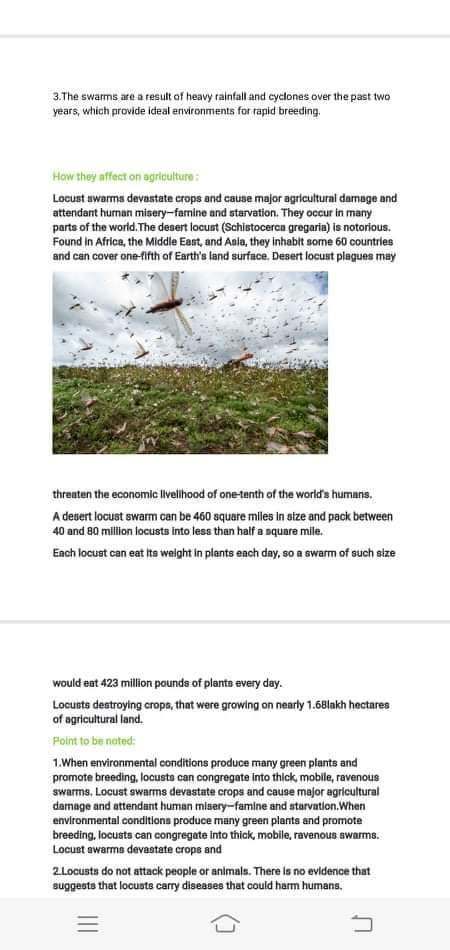 3.The swarms are a result of heavy rainfall and cyclones over the past two
years, which provide ideal environments for rapid breeding.
How they affect on agriculture :
Locust swarms devastate crops and cause major agricultural damage and
attendant human misery—famine and starvation. They occur in many
parts of the world.The desert locust (Schistocerca gregaria) is notorious.
Found in Africa, the Middle East, and Asia, they inhabit some 60 countries
and can cover one-fifth of Earth's land surface. Desert locust plagues may
threaten the economic livelihood of one-tenth of the world's humans.
A desert locust swarm can be 460 square miles in size and pack between
40 and 80 million locusts into less than half a square mile.
Each locust can eat its weight in plants each day, so a swarm of such size
would eat 423 million pounds of plants every day.
Locusts destroying crops, that were growing on nearly 1.68lakh hectares
of agricultural land.
Point to be noted:
1.When environmental conditions produce many green plants and
promote breeding, locusts can congregate into thick, mobile, ravenous
swarms. Locust swarms devastate crops and cause major agricultural
damage and attendant human misery—famine and starvation.When
environmental conditions produce many green plants and promote
breeding, locusts can congregate into thick, mobile, ravenous swarms.
Locust swarms devastate crops and
2.Locusts do not attack people or animals. There is no evidence that
suggests that locusts carry diseases that could harm humans.